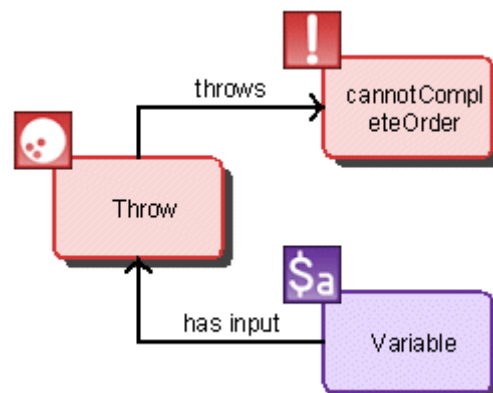 !
throws
cannotCompl
eteOrder
Throw
$a
has input
Variable